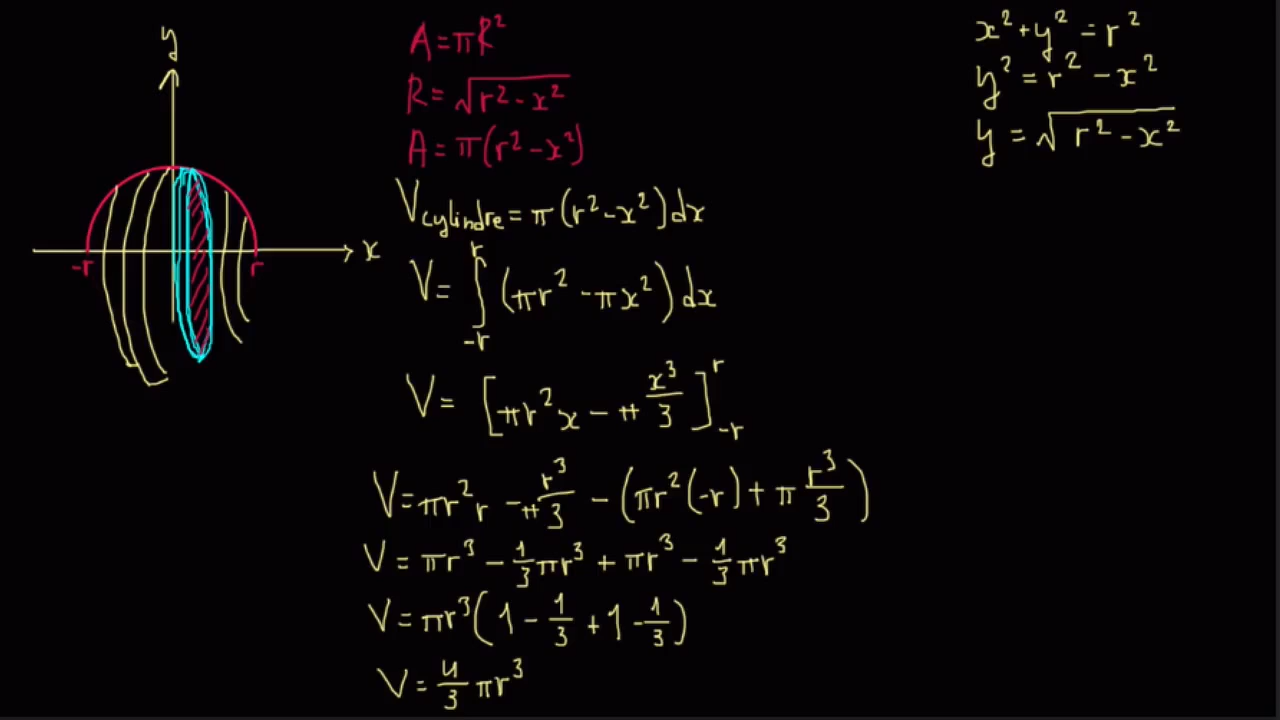 y
x
-r
r
A = πR²
R = √(r² - x²)
A = π(r² - x²)
V_cylindre = π(r² - x²)dx
V = ∫_{-r}^{r} (πr² - πx²)dx
V = [πr²x - π x³/3]_{-r}^{r}
V = πr²r - π r³/3 - (πr²(-r) + π r³/3)
V = πr³ - 1/3 πr³ + πr³ - 1/3 πr³
V = πr³(1 - 1/3 + 1 - 1/3)
V = 4/3 πr³
x² + y² = r²
y² = r² - x²
y = √(r² - x²)